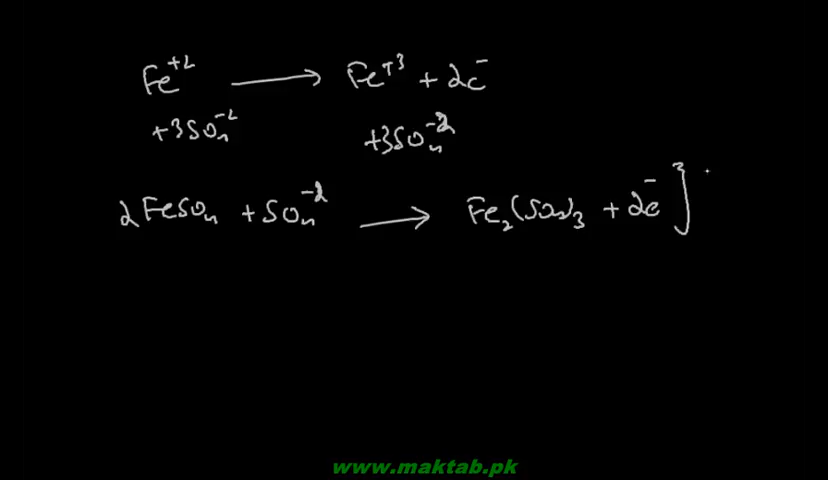 Fe⁺² ⟶ Fe⁺³ + 2e⁻
+3SO₄⁻² +3SO₄⁻²
2FeSO₄ + SO₄⁻² ⟶ Fe₂(SO₄)₃ + 2e⁻ ]
www.maktab.pk